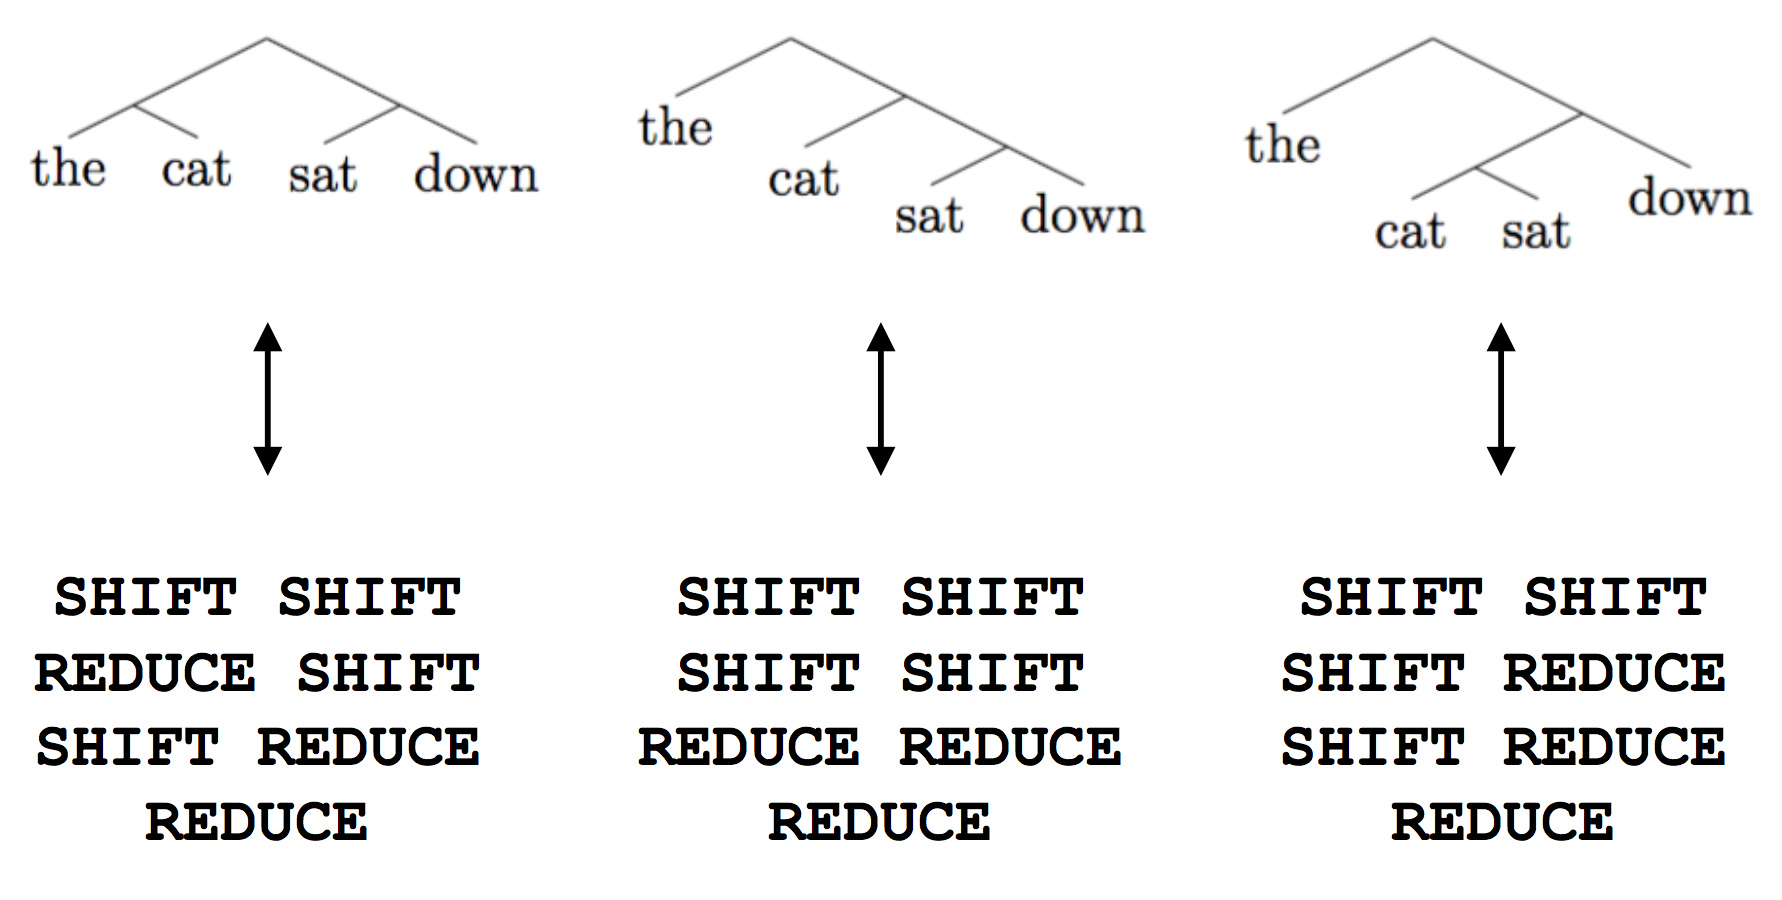 the cat sat down
the
cat
sat down
the
down
cat sat
SHIFT SHIFT
REDUCE SHIFT
SHIFT REDUCE
REDUCE
SHIFT SHIFT
SHIFT SHIFT
REDUCE REDUCE
REDUCE
SHIFT SHIFT
SHIFT REDUCE
SHIFT REDUCE
REDUCE